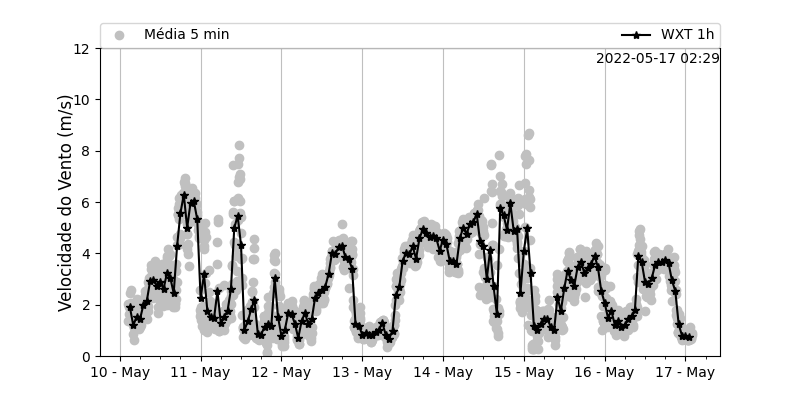 Média 5 min
WXT 1h
2022-05-17 02:29
Velocidade do Vento (m/s)
12
10
8
6
4
2
0
10 - May
11 - May
12 - May
13 - May
14 - May
15 - May
16 - May
17 - May